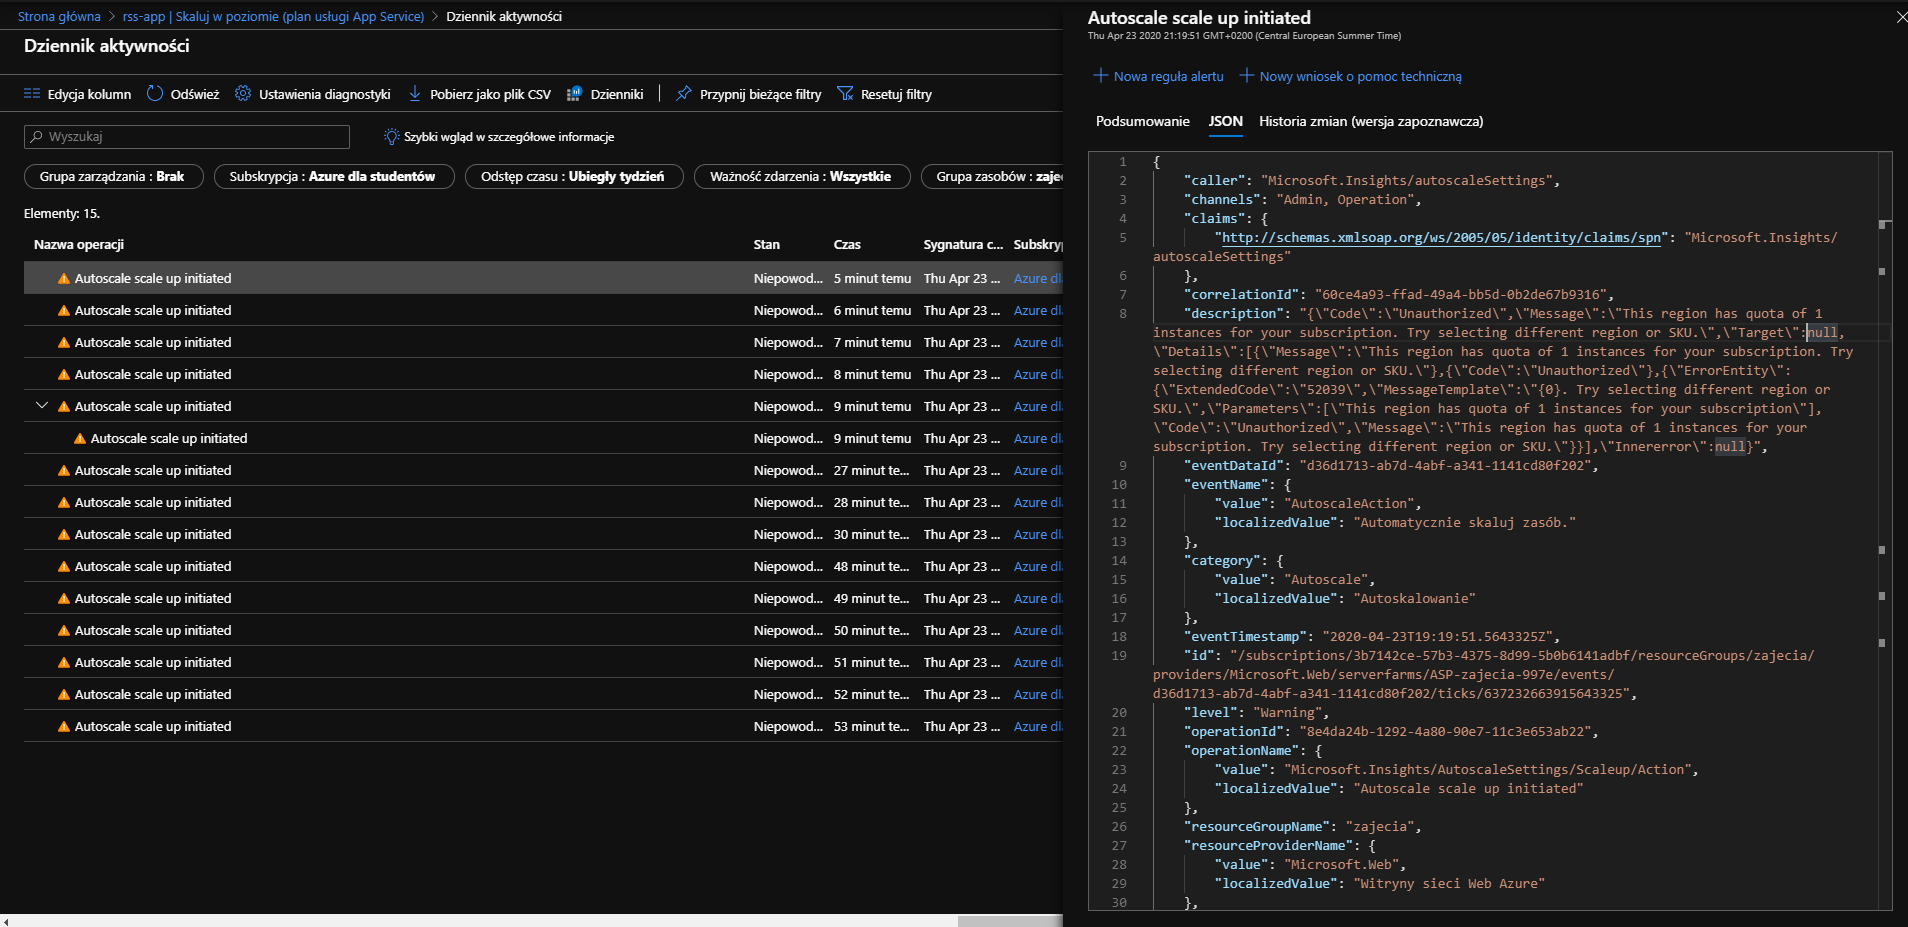 Strona główna > rss-app | Skaluj w poziomie (plan usługi App Service) > Dziennik aktywności
Dziennik aktywności
Edycja kolumn Odśwież Ustawienia diagnostyki Pobierz jako plik CSV Dzienniki Przypnij bieżące filtry Resetuj filtry
Wyszukaj Szybki wgląd w szczegółowe informacje
Grupa zarządzania : Brak Subskrypcja : Azure dla studentów Odstęp czasu : Ubiegły tydzień Ważność zdarzenia : Wszystkie Grupa zasobów : zaję
Elementy: 15.
Nazwa operacji Stan Czas Sygnatura c... Subskry
Autoscale scale up initiated Niepowod... 5 minut temu Thu Apr 23 ... Azure dl
Autoscale scale up initiated Niepowod... 6 minut temu Thu Apr 23 ... Azure dl
Autoscale scale up initiated Niepowod... 7 minut temu Thu Apr 23 ... Azure dl
Autoscale scale up initiated Niepowod... 8 minut temu Thu Apr 23 ... Azure dl
Autoscale scale up initiated Niepowod... 9 minut temu Thu Apr 23 ... Azure dl
Autoscale scale up initiated Niepowod... 9 minut temu Thu Apr 23 ... Azure dl
Autoscale scale up initiated Niepowod... 27 minut te... Thu Apr 23 ... Azure dl
Autoscale scale up initiated Niepowod... 28 minut te... Thu Apr 23 ... Azure dl
Autoscale scale up initiated Niepowod... 30 minut te... Thu Apr 23 ... Azure dl
Autoscale scale up initiated Niepowod... 48 minut te... Thu Apr 23 ... Azure dl
Autoscale scale up initiated Niepowod... 49 minut te... Thu Apr 23 ... Azure dl
Autoscale scale up initiated Niepowod... 50 minut te... Thu Apr 23 ... Azure dl
Autoscale scale up initiated Niepowod... 51 minut te... Thu Apr 23 ... Azure dl
Autoscale scale up initiated Niepowod... 52 minut te... Thu Apr 23 ... Azure dl
Autoscale scale up initiated Niepowod... 53 minut te... Thu Apr 23 ... Azure dl
Autoscale scale up initiated
Thu Apr 23 2020 21:19:51 GMT+0200 (Central European Summer Time)
Nowa reguła alertu Nowy wniosek o pomoc techniczną
Podsumowanie JSON Historia zmian (wersja zapoznawcza)
1 {
2 "caller": "Microsoft.Insights/autoscaleSettings",
3 "channels": "Admin, Operation",
4 "claims": {
5 "http://schemas.xmlsoap.org/ws/2005/05/identity/claims/spn": "Microsoft.Insights/
autoscaleSettings"
6 },
7 "correlationId": "60ce4a93-ffad-49a4-bb5d-0b2de67b9316",
8 "description": "{\"Code\":\"Unauthorized\",\"Message\":\"This region has quota of 1
instances for your subscription. Try selecting different region or SKU.\",\"Target\":null,
\"Details\":[{\"Message\":\"This region has quota of 1 instances for your subscription. Try
selecting different region or SKU.\"},{\"Code\":\"Unauthorized\"},{\"ErrorEntity\":
{\"ExtendedCode\":\"52039\",\"MessageTemplate\":\"{0}. Try selecting different region or
SKU.\",\"Parameters\":[\"This region has quota of 1 instances for your subscription\"],
\"Code\":\"Unauthorized\",\"Message\":\"This region has quota of 1 instances for your
subscription. Try selecting different region or SKU.\"}}],\"Innererror\":null}",
9 "eventDataId": "d36d1713-ab7d-4abf-a341-1141cd80f202",
10 "eventName": {
11 "value": "AutoscaleAction",
12 "localizedValue": "Automatycznie skaluj zasób."
13 },
14 "category": {
15 "value": "Autoscale",
16 "localizedValue": "Autoskalowanie"
17 },
18 "eventTimestamp": "2020-04-23T19:19:51.5643325Z",
19 "id": "/subscriptions/3b7142ce-57b3-4375-8d99-5b0b6141adbf/resourceGroups/zajecia/
providers/Microsoft.Web/serverfarms/ASP-zajecia-997e/events/
d36d1713-ab7d-4abf-a341-1141cd80f202/ticks/637232663915643325",
20 "level": "Warning",
21 "operationId": "8e4da24b-1292-4a80-90e7-11c3e653ab22",
22 "operationName": {
23 "value": "Microsoft.Insights/AutoscaleSettings/Scaleup/Action",
24 "localizedValue": "Autoscale scale up initiated"
25 },
26 "resourceGroupName": "zajecia",
27 "resourceProviderName": {
28 "value": "Microsoft.Web",
29 "localizedValue": "Witryny sieci Web Azure"
30 },